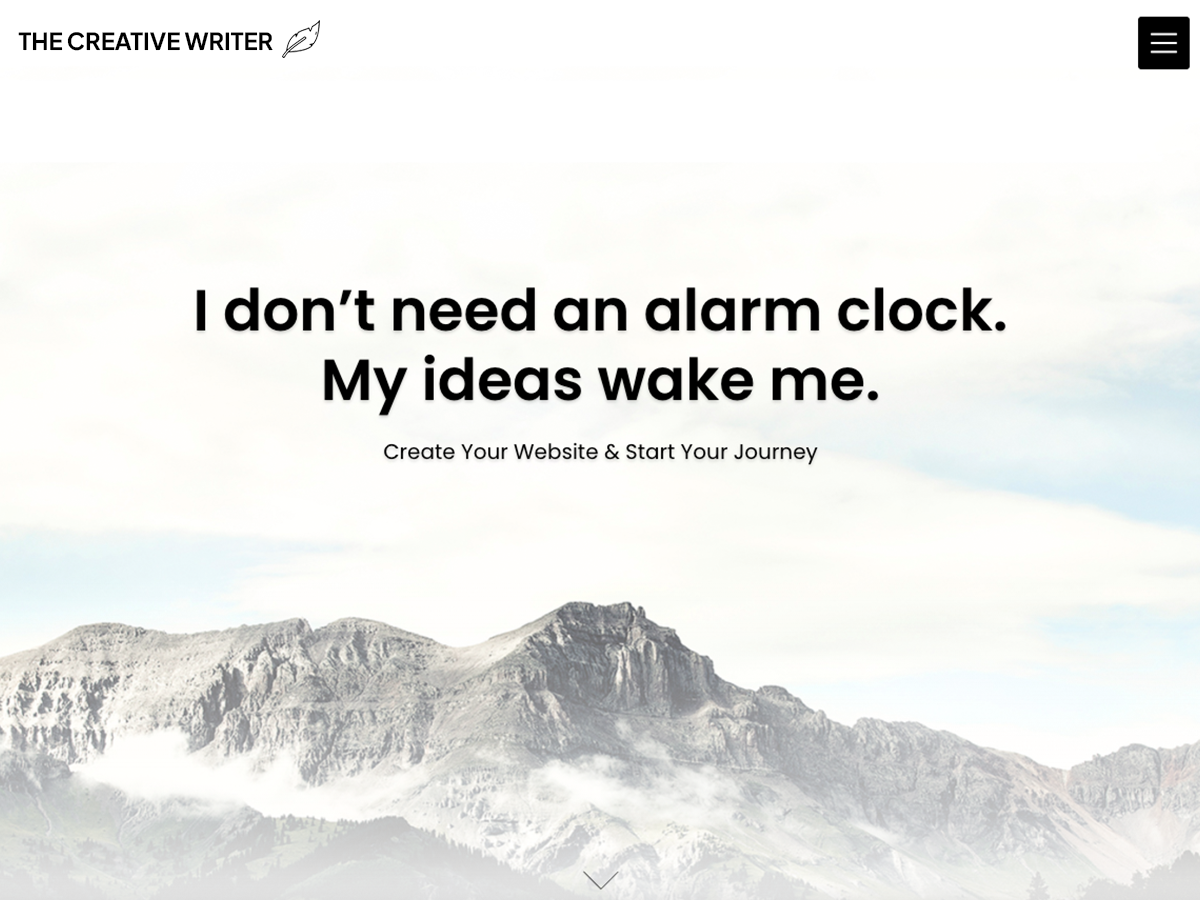 THE CREATIVE WRITER
I don’t need an alarm clock.
My ideas wake me.
Create Your Website & Start Your Journey